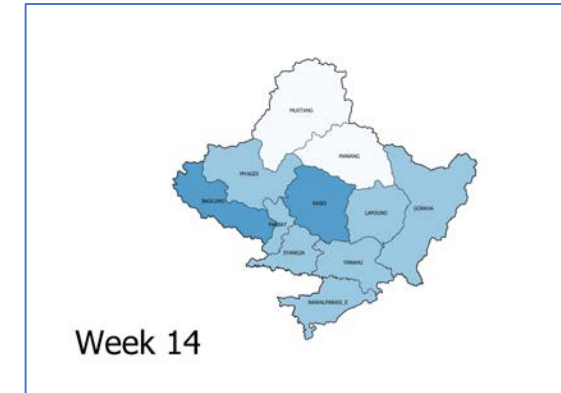 MUSTANG
MANANG
MYAGDI
BAGLUNG
KASKI
LAMJUNG
GORKHA
PARBAT
SYANGJA
TANAHU
NAWALPARASI_E
Week 14